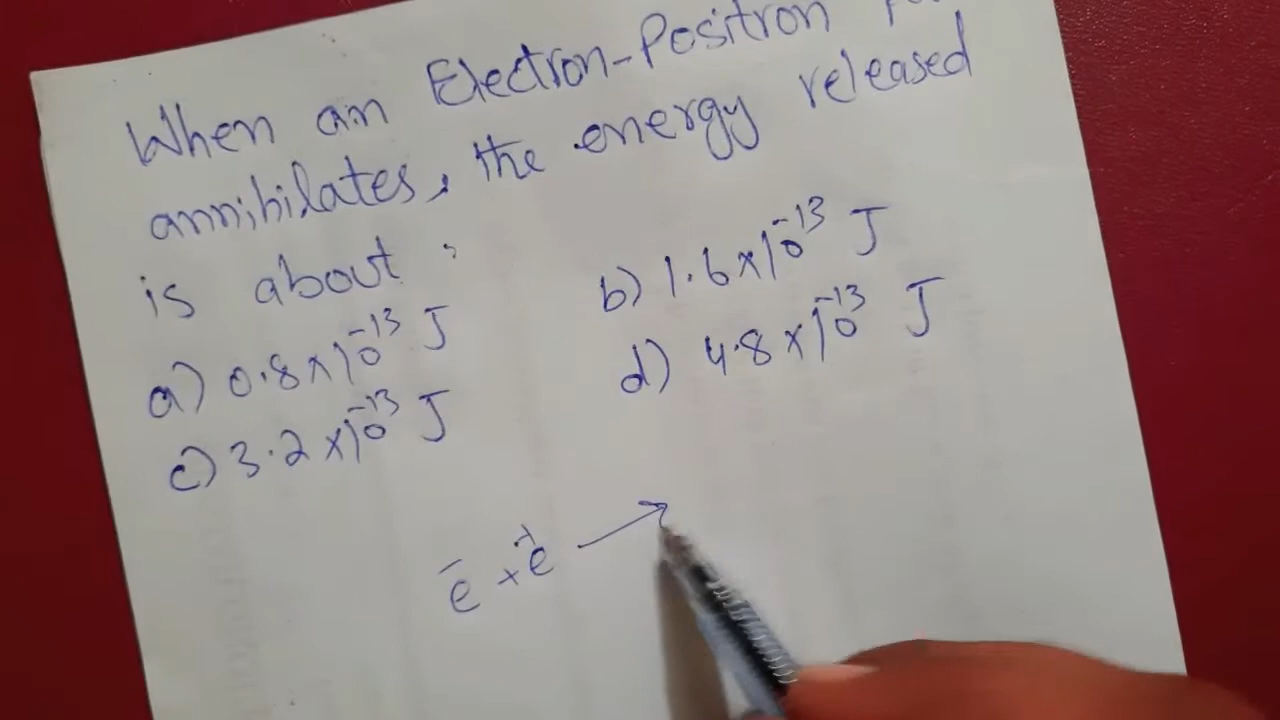 When an Electron-Positron
annihilates, the energy released
is about :
a) 0.8×10⁻¹³ J b) 1.6×10⁻¹³ J
c) 3.2×10⁻¹³ J d) 4.8×10⁻¹³ J
e⁻ + e⁺ →